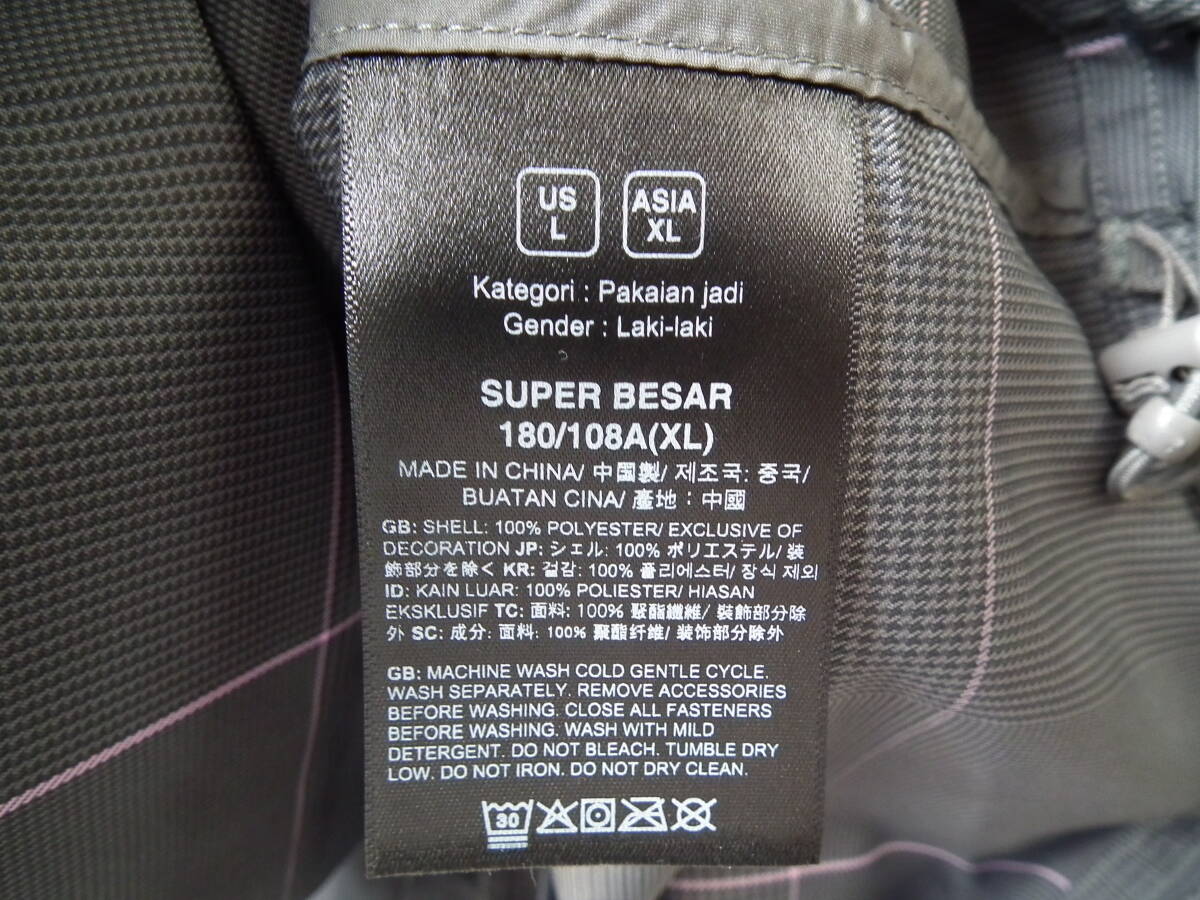 US
L
ASIA
XL
Kategori : Pakaian jadi
Gender : Laki-laki
SUPER BESAR
180/108A(XL)
MADE IN CHINA/ 中国製/ 제조국: 중국/
BUATAN CINA/ 產地：中國
GB: SHELL: 100% POLYESTER/ EXCLUSIVE OF
DECORATION JP: シェル: 100% ポリエステル/ 装
飾部分を除く KR: 겉감: 100% 폴리에스터/ 장식 제외
ID: KAIN LUAR: 100% POLIESTER/ HIASAN
EKSKLUSIF TC: 面料: 100% 聚酯纖維/ 裝飾部分除
外 SC: 成分: 面料: 100% 聚酯纤维/ 装饰部分除外
GB: MACHINE WASH COLD GENTLE CYCLE.
WASH SEPARATELY. REMOVE ACCESSORIES
BEFORE WASHING. CLOSE ALL FASTENERS
BEFORE WASHING. WASH WITH MILD
DETERGENT. DO NOT BLEACH. TUMBLE DRY
LOW. DO NOT IRON. DO NOT DRY CLEAN.
30